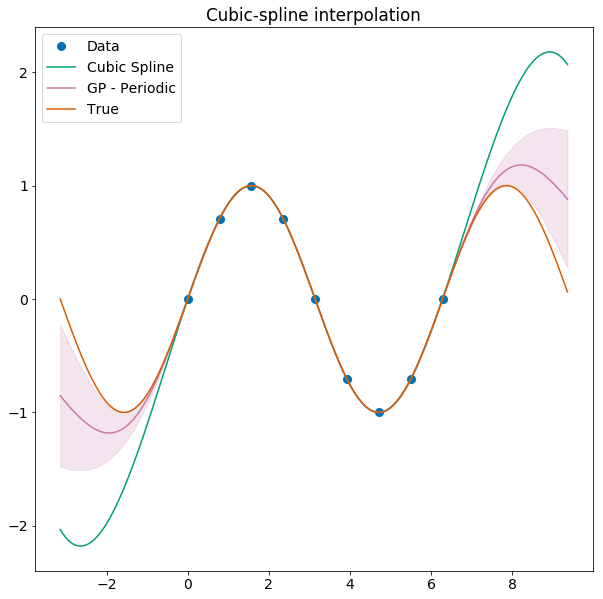 Cubic-spline interpolation
Data
Cubic Spline
GP - Periodic
True
2
1
0
−1
−2
−2
0
2
4
6
8